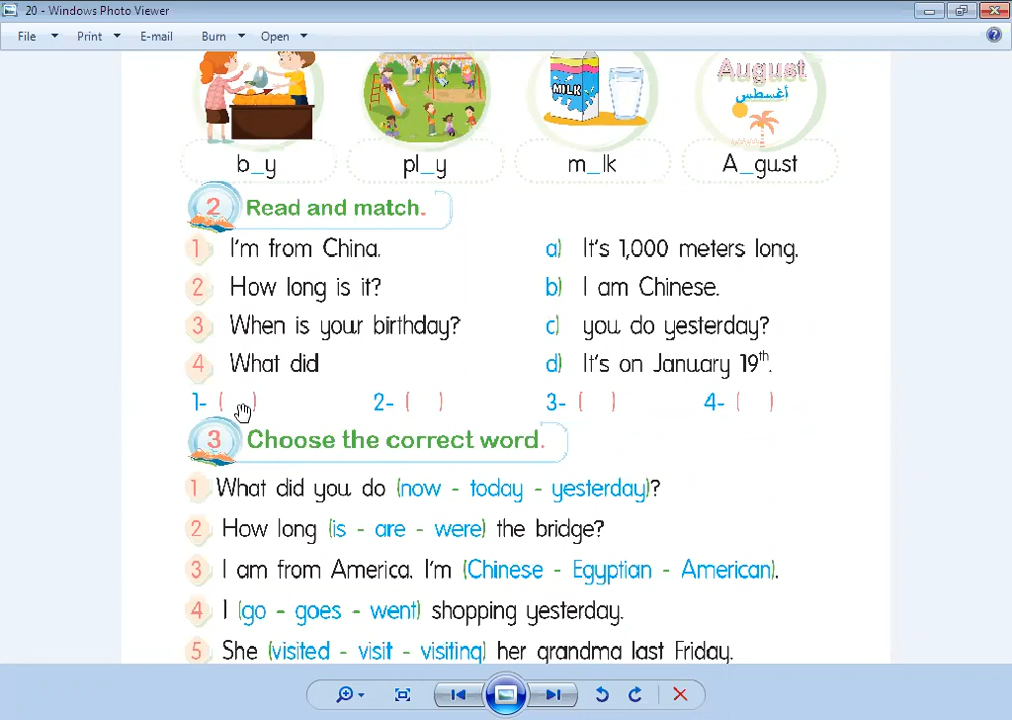 20 - Windows Photo Viewer
File Print E-mail Burn Open
MILK
August
أغسطس
b_y pl_y m_lk A_gust
2 Read and match.
1 I'm from China. a) It's 1,000 meters long.
2 How long is it? b) I am Chinese.
3 When is your birthday? c) you do yesterday?
4 What did d) It's on January 19th.
1- ( ) 2- ( ) 3- ( ) 4- ( )
3 Choose the correct word.
1 What did you do (now - today - yesterday)?
2 How long (is - are - were) the bridge?
3 I am from America. I'm (Chinese - Egyptian - American).
4 I (go - goes - went) shopping yesterday.
5 She (visited - visit - visiting) her grandma last Friday.